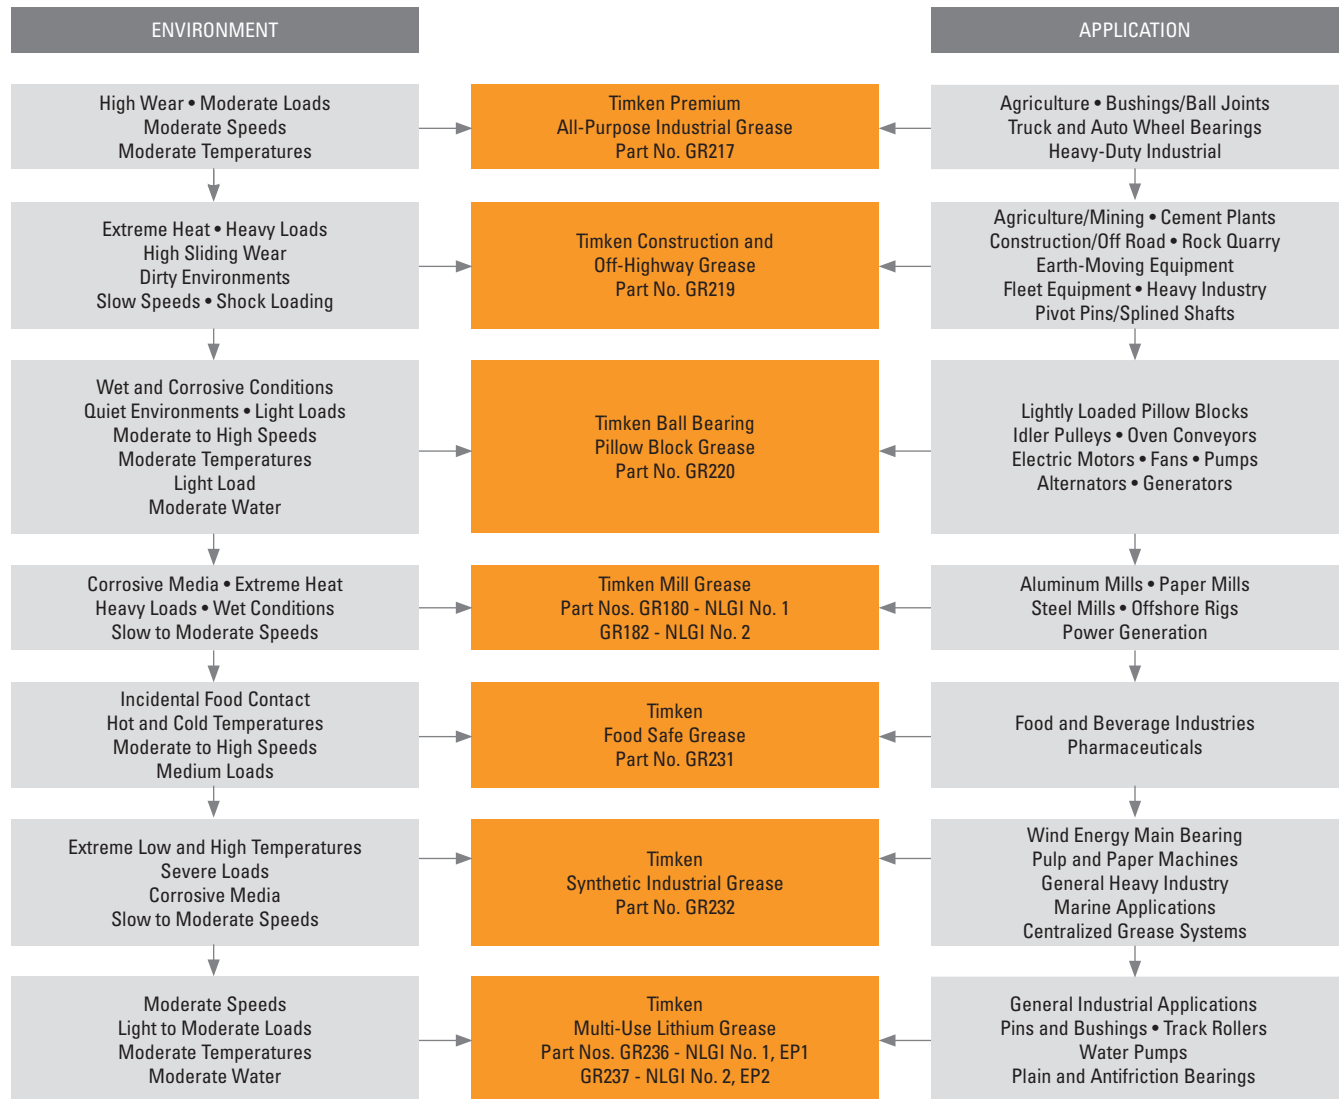 ENVIRONMENT
APPLICATION
High Wear • Moderate Loads
Moderate Speeds
Moderate Temperatures
Timken Premium
All-Purpose Industrial Grease
Part No. GR217
Agriculture • Bushings/Ball Joints
Truck and Auto Wheel Bearings
Heavy-Duty Industrial
Extreme Heat • Heavy Loads
High Sliding Wear
Dirty Environments
Slow Speeds • Shock Loading
Timken Construction and
Off-Highway Grease
Part No. GR219
Agriculture/Mining • Cement Plants
Construction/Off Road • Rock Quarry
Earth-Moving Equipment
Fleet Equipment • Heavy Industry
Pivot Pins/Splined Shafts
Wet and Corrosive Conditions
Quiet Environments • Light Loads
Moderate to High Speeds
Moderate Temperatures
Light Load
Moderate Water
Timken Ball Bearing
Pillow Block Grease
Part No. GR220
Lightly Loaded Pillow Blocks
Idler Pulleys • Oven Conveyors
Electric Motors • Fans • Pumps
Alternators • Generators
Corrosive Media • Extreme Heat
Heavy Loads • Wet Conditions
Slow to Moderate Speeds
Timken Mill Grease
Part Nos. GR180 - NLGI No. 1
GR182 - NLGI No. 2
Aluminum Mills • Paper Mills
Steel Mills • Offshore Rigs
Power Generation
Incidental Food Contact
Hot and Cold Temperatures
Moderate to High Speeds
Medium Loads
Timken
Food Safe Grease
Part No. GR231
Food and Beverage Industries
Pharmaceuticals
Extreme Low and High Temperatures
Severe Loads
Corrosive Media
Slow to Moderate Speeds
Timken
Synthetic Industrial Grease
Part No. GR232
Wind Energy Main Bearing
Pulp and Paper Machines
General Heavy Industry
Marine Applications
Centralized Grease Systems
Moderate Speeds
Light to Moderate Loads
Moderate Temperatures
Moderate Water
Timken
Multi-Use Lithium Grease
Part Nos. GR236 - NLGI No. 1, EP1
GR237 - NLGI No. 2, EP2
General Industrial Applications
Pins and Bushings • Track Rollers
Water Pumps
Plain and Antifriction Bearings